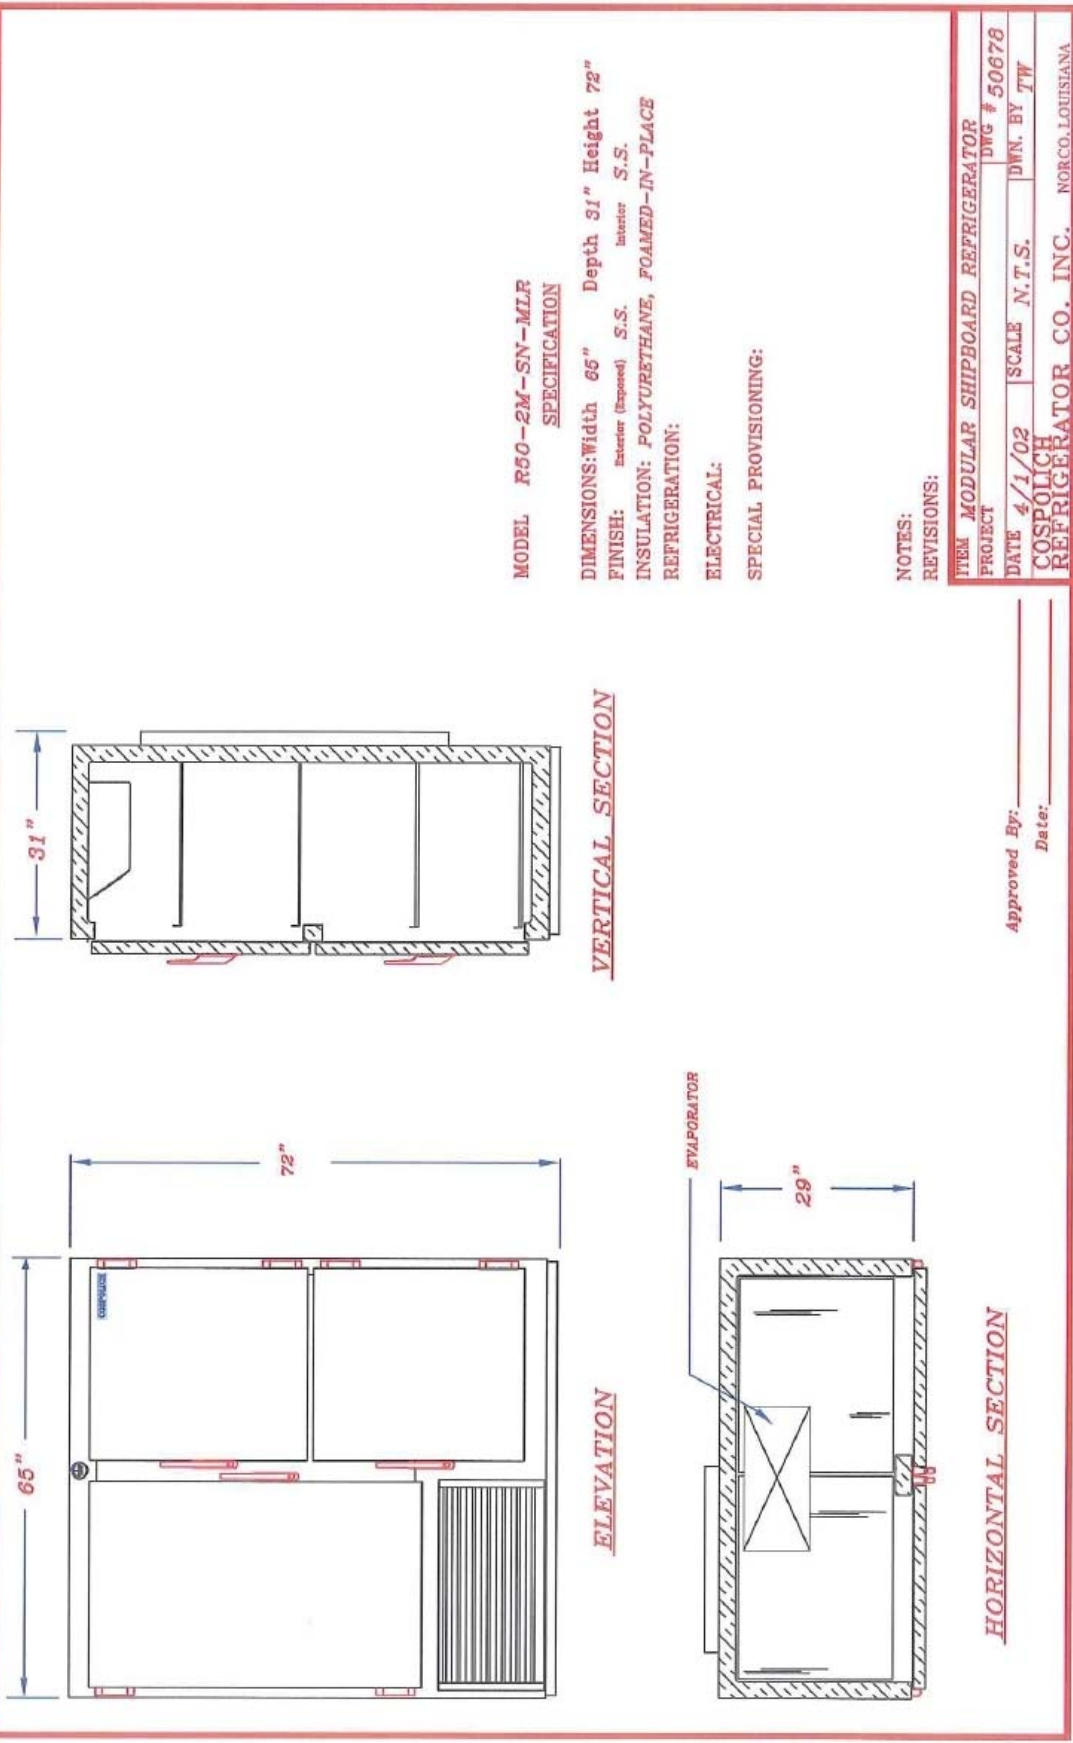 65"
72"
COSPOLICH
ELEVATION
31"
VERTICAL SECTION
EVAPORATOR
29"
HORIZONTAL SECTION
MODEL R50-2M-SN-MLR
SPECIFICATION
DIMENSIONS:Width 65" Depth 31" Height 72"
FINISH: Exterior (Exposed) S.S. Interior S.S.
INSULATION: POLYURETHANE, FOAMED-IN-PLACE
REFRIGERATION:
ELECTRICAL:
SPECIAL PROVISIONING:
NOTES:
REVISIONS:
Approved By:
Date:
ITEM MODULAR SHIPBOARD REFRIGERATOR
PROJECT DWG # 50678
DATE 4/1/02 SCALE N.T.S. DWN. BY TW
COSPOLICH
REFRIGERATOR CO. INC. NORCO, LOUISIANA